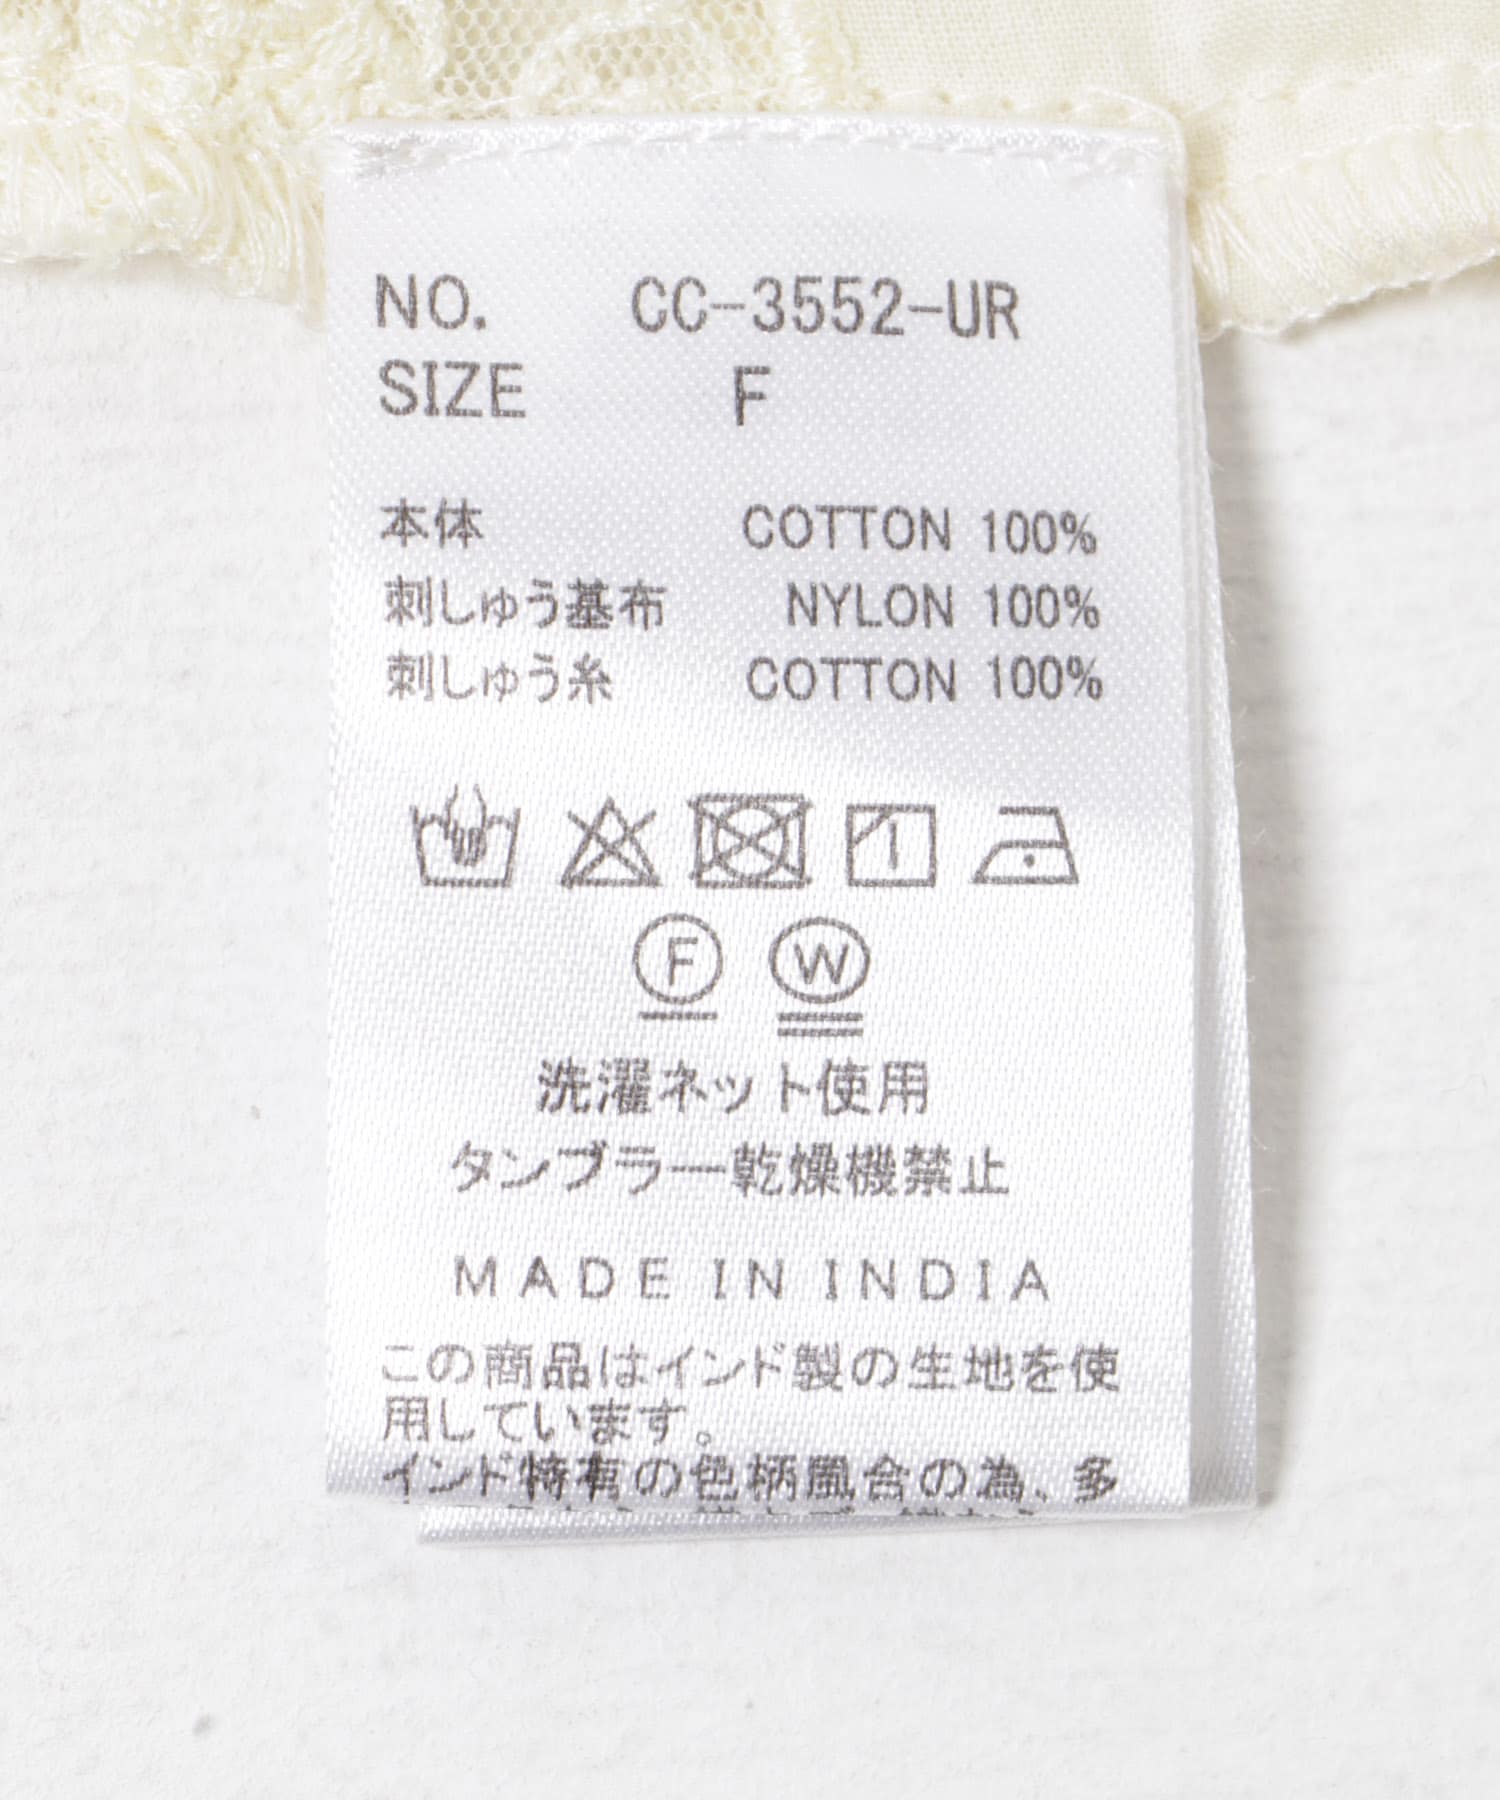 NO. CC-3552-UR
SIZE F
本体 COTTON 100%
刺しゅう基布 NYLON 100%
刺しゅう糸 COTTON 100%
F
W
洗濯ネット使用
タンブラー乾燥機禁止
MADE IN INDIA
この商品はインド製の生地を使
用しています。
インド特有の色柄風合の為、多